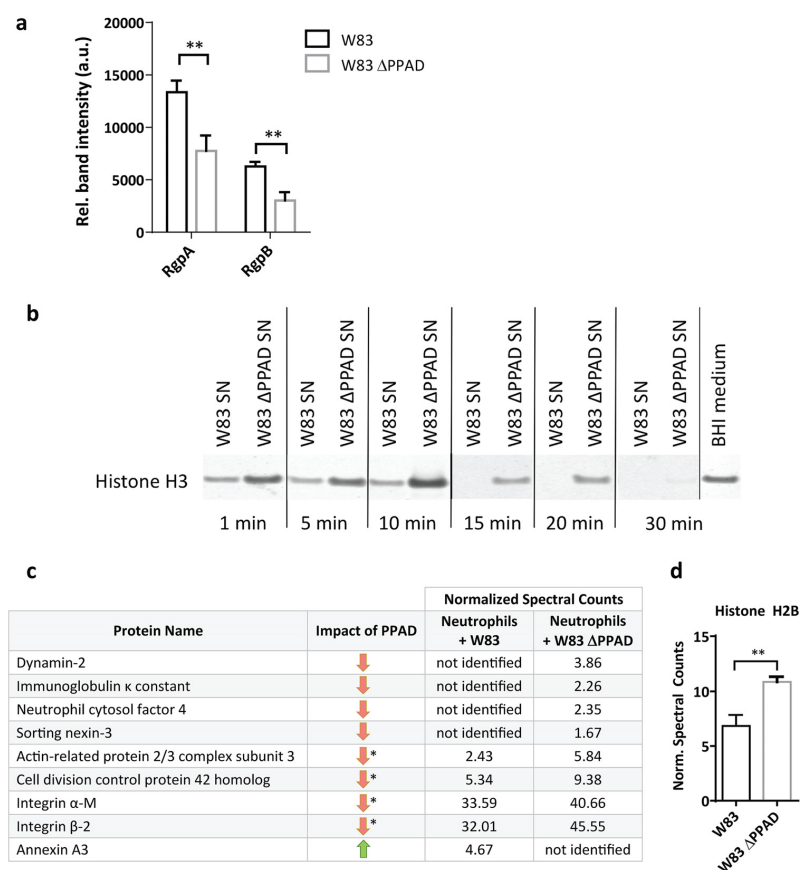 a
20000
15000
10000
5000
0
Rel. band intensity (a.u.)
**
**
RgpA
RgpB
W83
W83 ΔPPAD
b
W83 SN
W83 ΔPPAD SN
W83 SN
W83 ΔPPAD SN
W83 SN
W83 ΔPPAD SN
W83 SN
W83 ΔPPAD SN
W83 SN
W83 ΔPPAD SN
W83 SN
W83 ΔPPAD SN
BHI medium
Histone H3
1 min 5 min 10 min 15 min 20 min 30 min
c
Normalized Spectral Counts
Protein Name Impact of PPAD Neutrophils + W83 Neutrophils + W83 ΔPPAD
Dynamin-2 not identified 3.86
Immunoglobulin κ constant not identified 2.26
Neutrophil cytosol factor 4 not identified 2.35
Sorting nexin-3 not identified 1.67
Actin-related protein 2/3 complex subunit 3 * 2.43 5.84
Cell division control protein 42 homolog * 5.34 9.38
Integrin α-M * 33.59 40.66
Integrin β-2 * 32.01 45.55
Annexin A3 4.67 not identified
d
Histone H2B
15
10
5
0
Norm. Spectral Counts
**
W83
W83 ΔPPAD